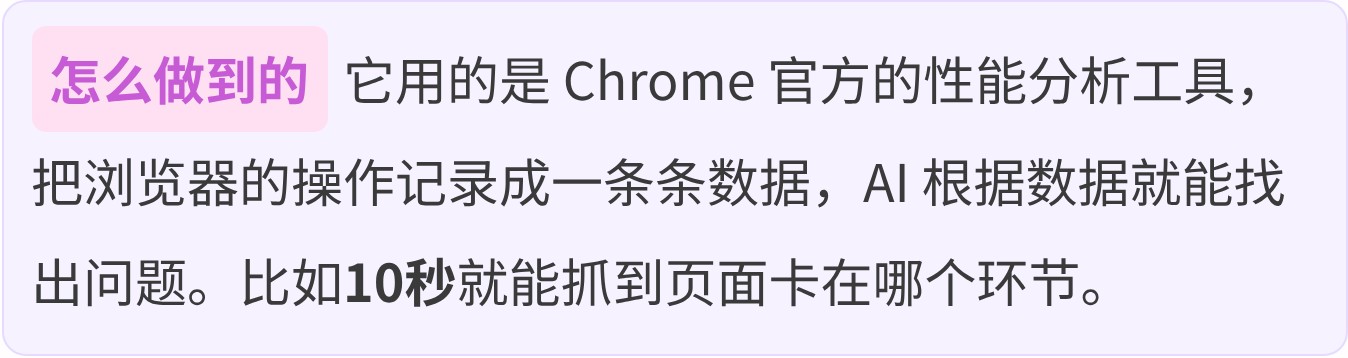 怎么做到的 它用的是 Chrome 官方的性能分析工具，
把浏览器的操作记录成一条条数据，AI 根据数据就能找
出问题。比如10秒就能抓到页面卡在哪个环节。